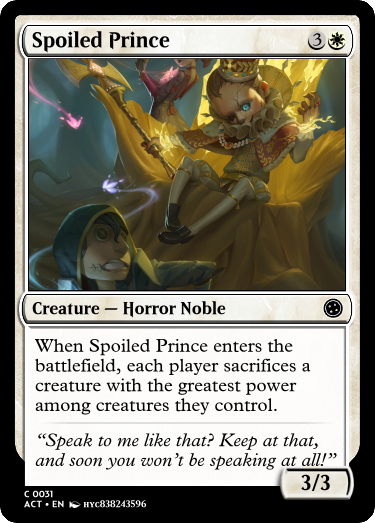 Spoiled Prince 3
Creature — Horror Noble
When Spoiled Prince enters the
battlefield, each player sacrifices a
creature with the greatest power
among creatures they control.
“Speak to me like that? Keep at that,
and soon you won’t be speaking at all!”
3/3
C 0031
ACT • EN HYC838243596